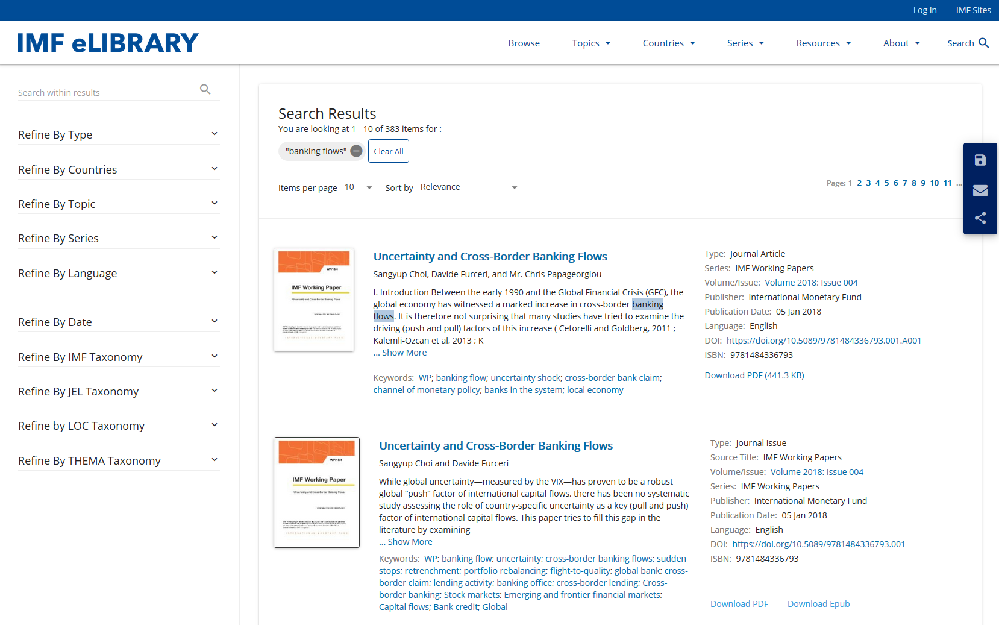 Log in
IMF Sites
IMF eLIBRARY
Browse
Topics
Countries
Series
Resources
About
Search
Search within results
Refine By Type
Refine By Countries
Refine By Topic
Refine By Series
Refine By Language
Refine By Date
Refine By IMF Taxonomy
Refine By JEL Taxonomy
Refine by LOC Taxonomy
Refine By THEMA Taxonomy
Search Results
You are looking at 1 - 10 of 383 items for :
"banking flows"
Clear All
Items per page 10
Sort by Relevance
Page: 1 2 3 4 5 6 7 8 9 10 11 ...
WP/18/4
IMF Working Paper
Uncertainty and Cross-Border Banking Flows
INTERNATIONAL MONETARY FUND
Uncertainty and Cross-Border Banking Flows
Sangyup Choi, Davide Furceri, and Mr. Chris Papageorgiou
I. Introduction Between the early 1990 and the Global Financial Crisis (GFC), the
global economy has witnessed a marked increase in cross-border banking
flows. It is therefore not surprising that many studies have tried to examine the
driving (push and pull) factors of this increase ( Cetorelli and Goldberg, 2011 ;
Kalemli-Ozcan et al, 2013 ; K
... Show More
Keywords: WP; banking flow; uncertainty shock; cross-border bank claim;
channel of monetary policy; banks in the system; local economy
Type: Journal Article
Series: IMF Working Papers
Volume/Issue: Volume 2018: Issue 004
Publisher: International Monetary Fund
Publication Date: 05 Jan 2018
Language: English
DOI: https://doi.org/10.5089/9781484336793.001.A001
ISBN: 9781484336793
Download PDF (441.3 KB)
WP/18/4
IMF Working Paper
Uncertainty and Cross-Border Banking Flows
INTERNATIONAL MONETARY FUND
Uncertainty and Cross-Border Banking Flows
Sangyup Choi and Davide Furceri
While global uncertainty—measured by the VIX—has proven to be a robust
global “push” factor of international capital flows, there has been no systematic
study assessing the role of country-specific uncertainty as a key (pull and push)
factor of international capital flows. This paper tries to fill this gap in the
literature by examining
... Show More
Keywords: WP; banking flow; uncertainty; cross-border banking flows; sudden
stops; retrenchment; portfolio rebalancing; flight-to-quality; global bank; cross-
border claim; lending activity; banking office; cross-border lending; Cross-
border banking; Stock markets; Emerging and frontier financial markets;
Capital flows; Bank credit; Global
Type: Journal Issue
Source Title: IMF Working Papers
Volume/Issue: Volume 2018: Issue 004
Series: IMF Working Papers
Publisher: International Monetary Fund
Publication Date: 05 Jan 2018
Language: English
DOI: https://doi.org/10.5089/9781484336793.001
ISBN: 9781484336793
Download PDF
Download Epub